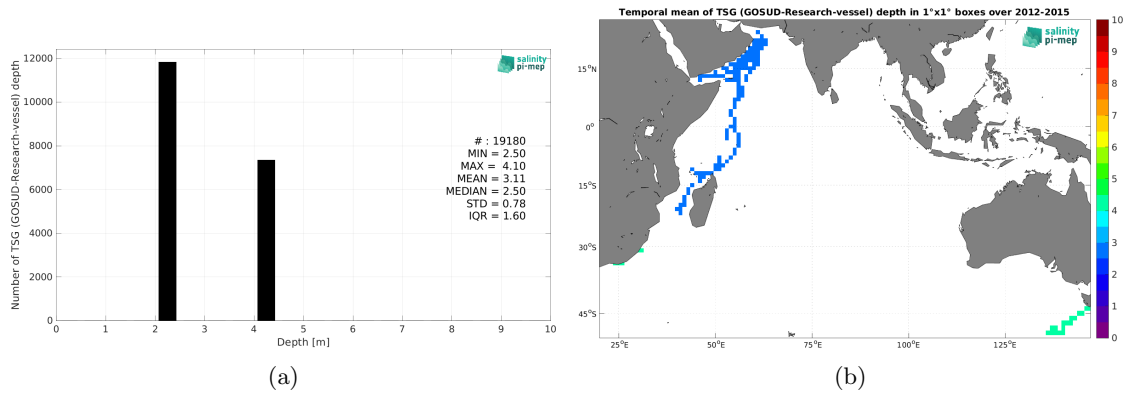 Number of TSG (GOSUD-Research-vessel) depth
12000
10000
8000
6000
4000
2000
0
0 1 2 3 4 5 6 7 8 9 10
Depth [m]
salinity
pi-mep
# : 19180
MIN = 2.50
MAX = 4.10
MEAN = 3.11
MEDIAN = 2.50
STD = 0.78
IQR = 1.60
(a)
Temporal mean of TSG (GOSUD-Research-vessel) depth in 1°x1° boxes over 2012-2015
salinity
pi-mep
15°N
0°
15°S
30°S
45°S
25°E 50°E 75°E 100°E 125°E
10
9
8
7
6
5
4
3
2
1
0
(b)